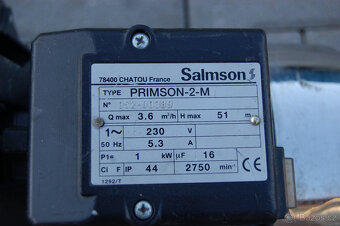 78400 CHATOU France Salmson
TYPE PRIMSON-2-M
N°
Q max 3.6 m³/h H max 51 m
1~ 230 V
50 Hz 5.3 A
P1= 1 kW µF 16
Cl F IP 44 2750 min⁻¹ CE
1292/T